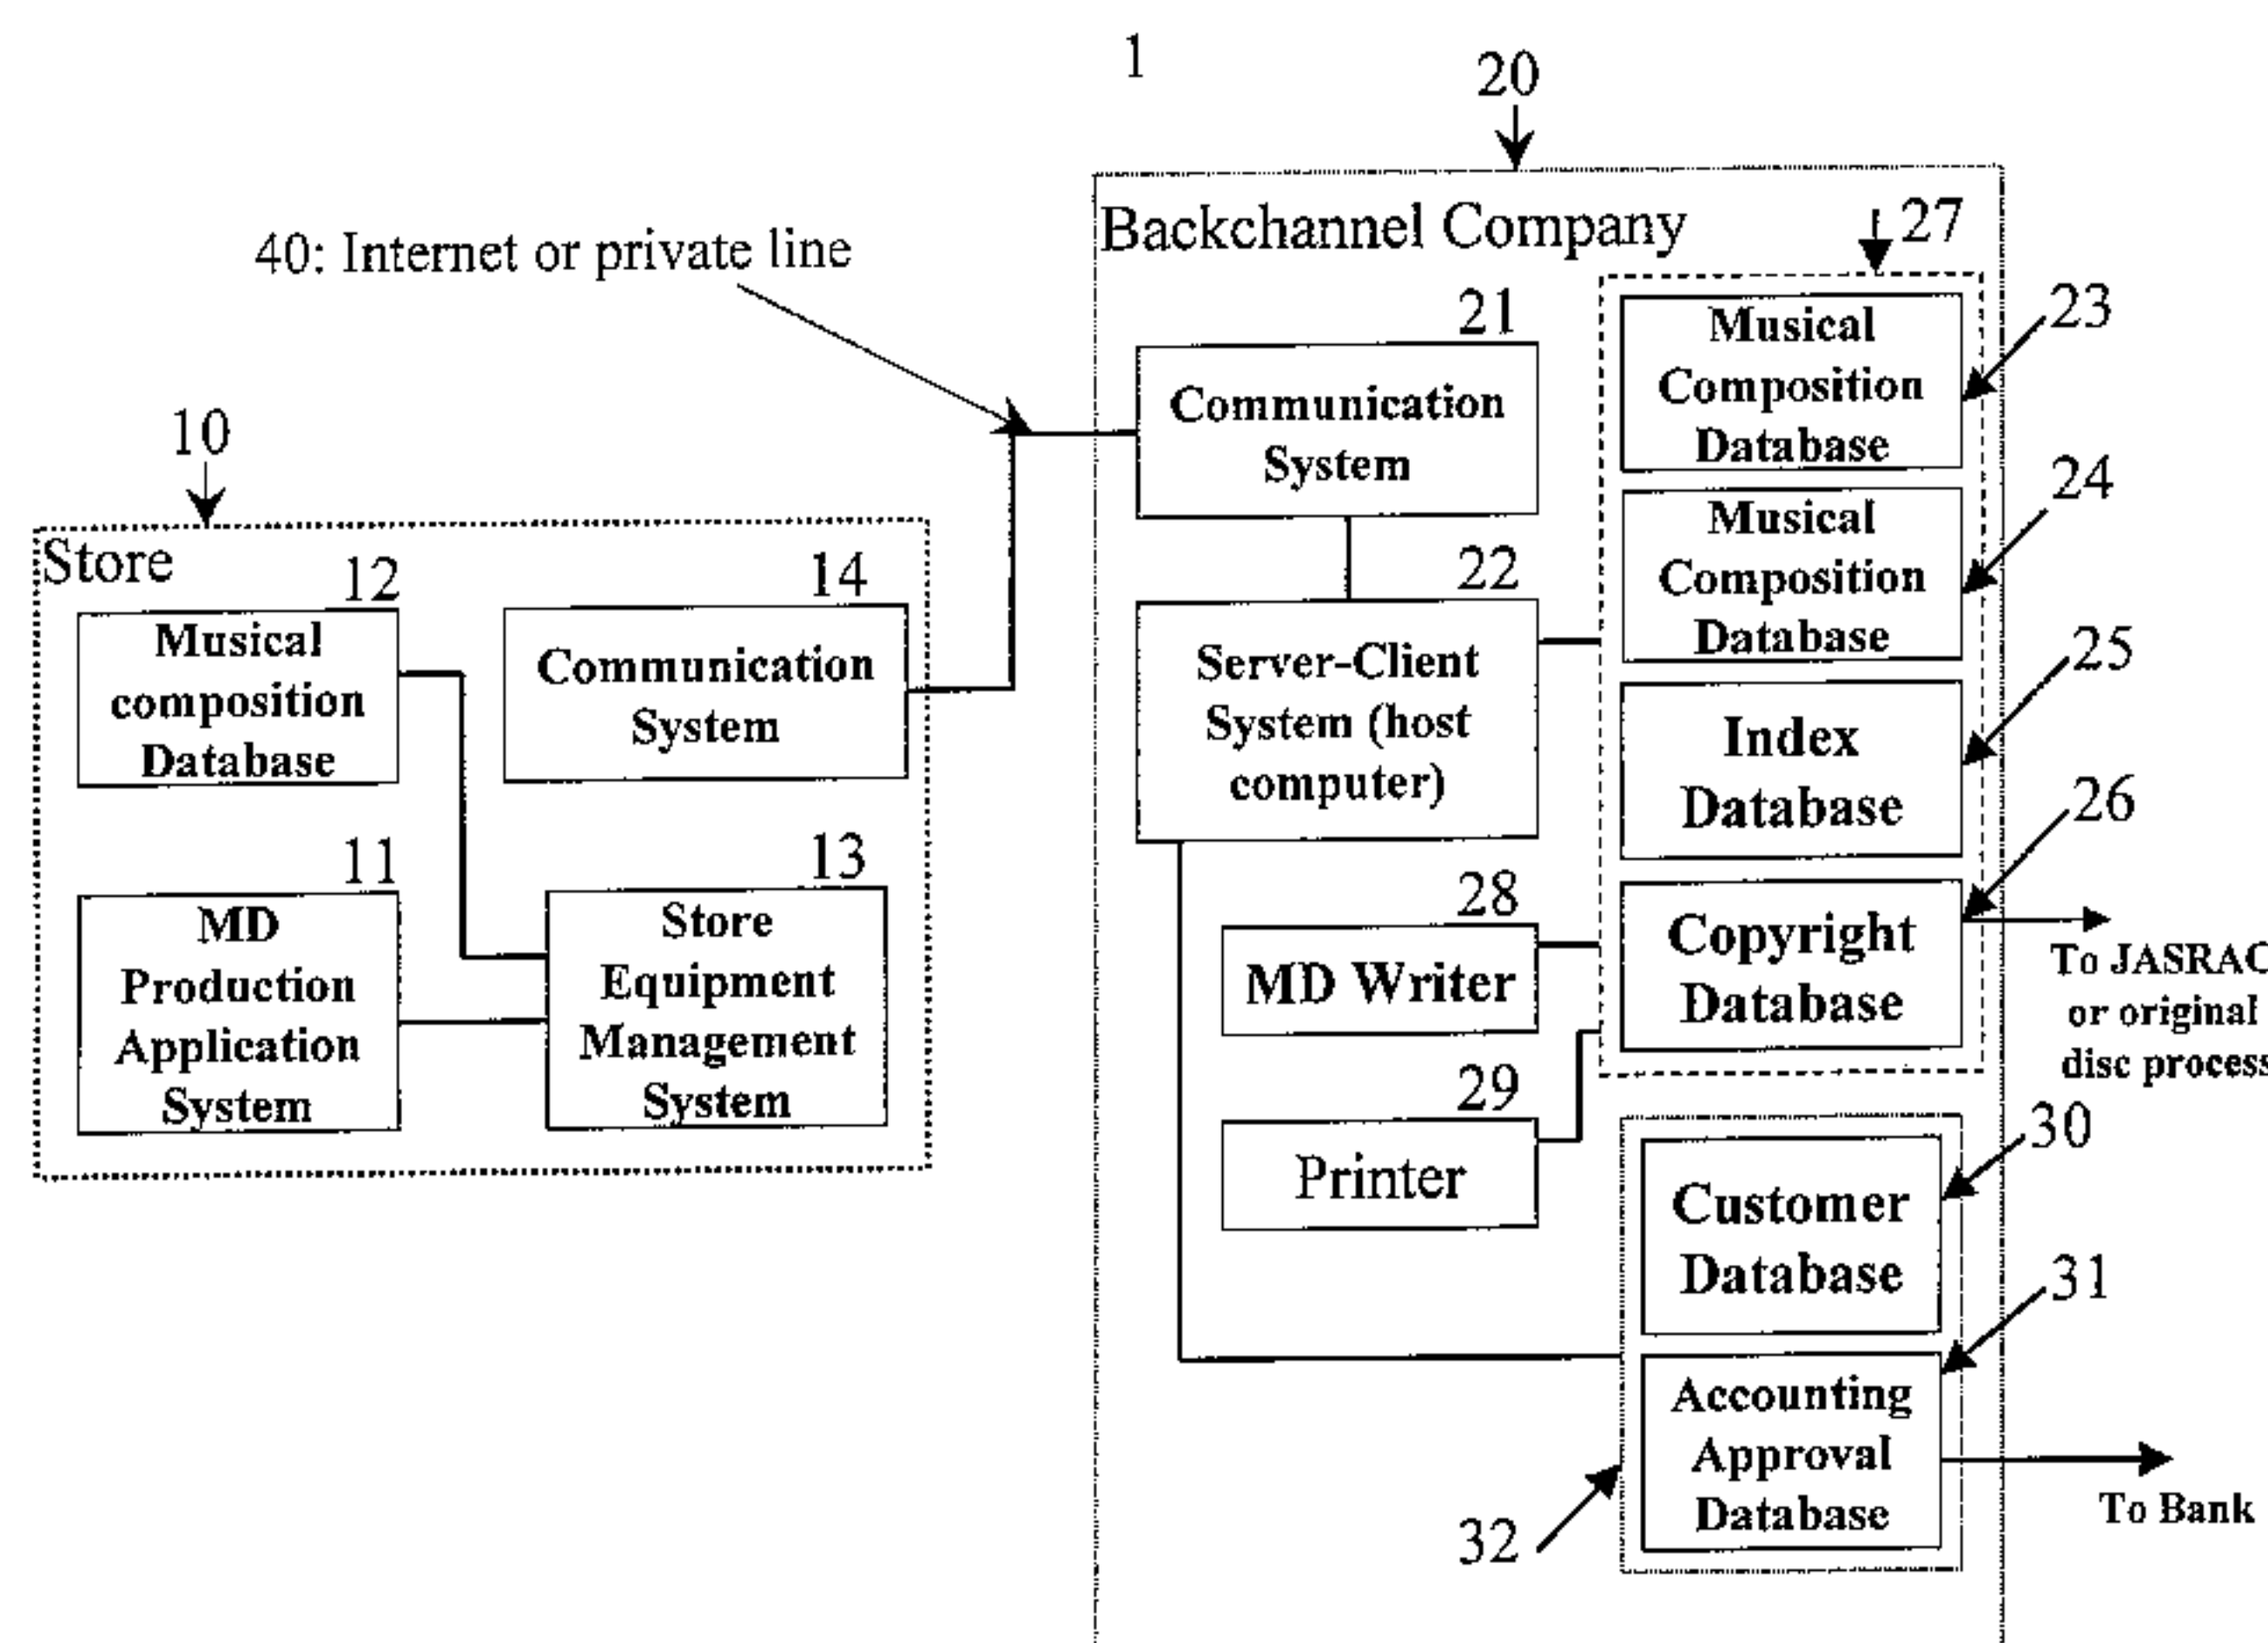 1
20
Backchannel Company
27
40: Internet or private line
21
Communication
System
Musical
Composition
Database
23
10
Store
12
Musical
composition
Database
14
Communication
System
22
Server-Client
System (host
computer)
Musical
Composition
Database
24
Index
Database
25
11
MD
Production
Application
System
13
Store
Equipment
Management
System
28
MD Writer
Copyright
Database
26
To JASRAC
or original
disc process
29
Printer
Customer
Database
30
Accounting
Approval
Database
31
32
To Bank